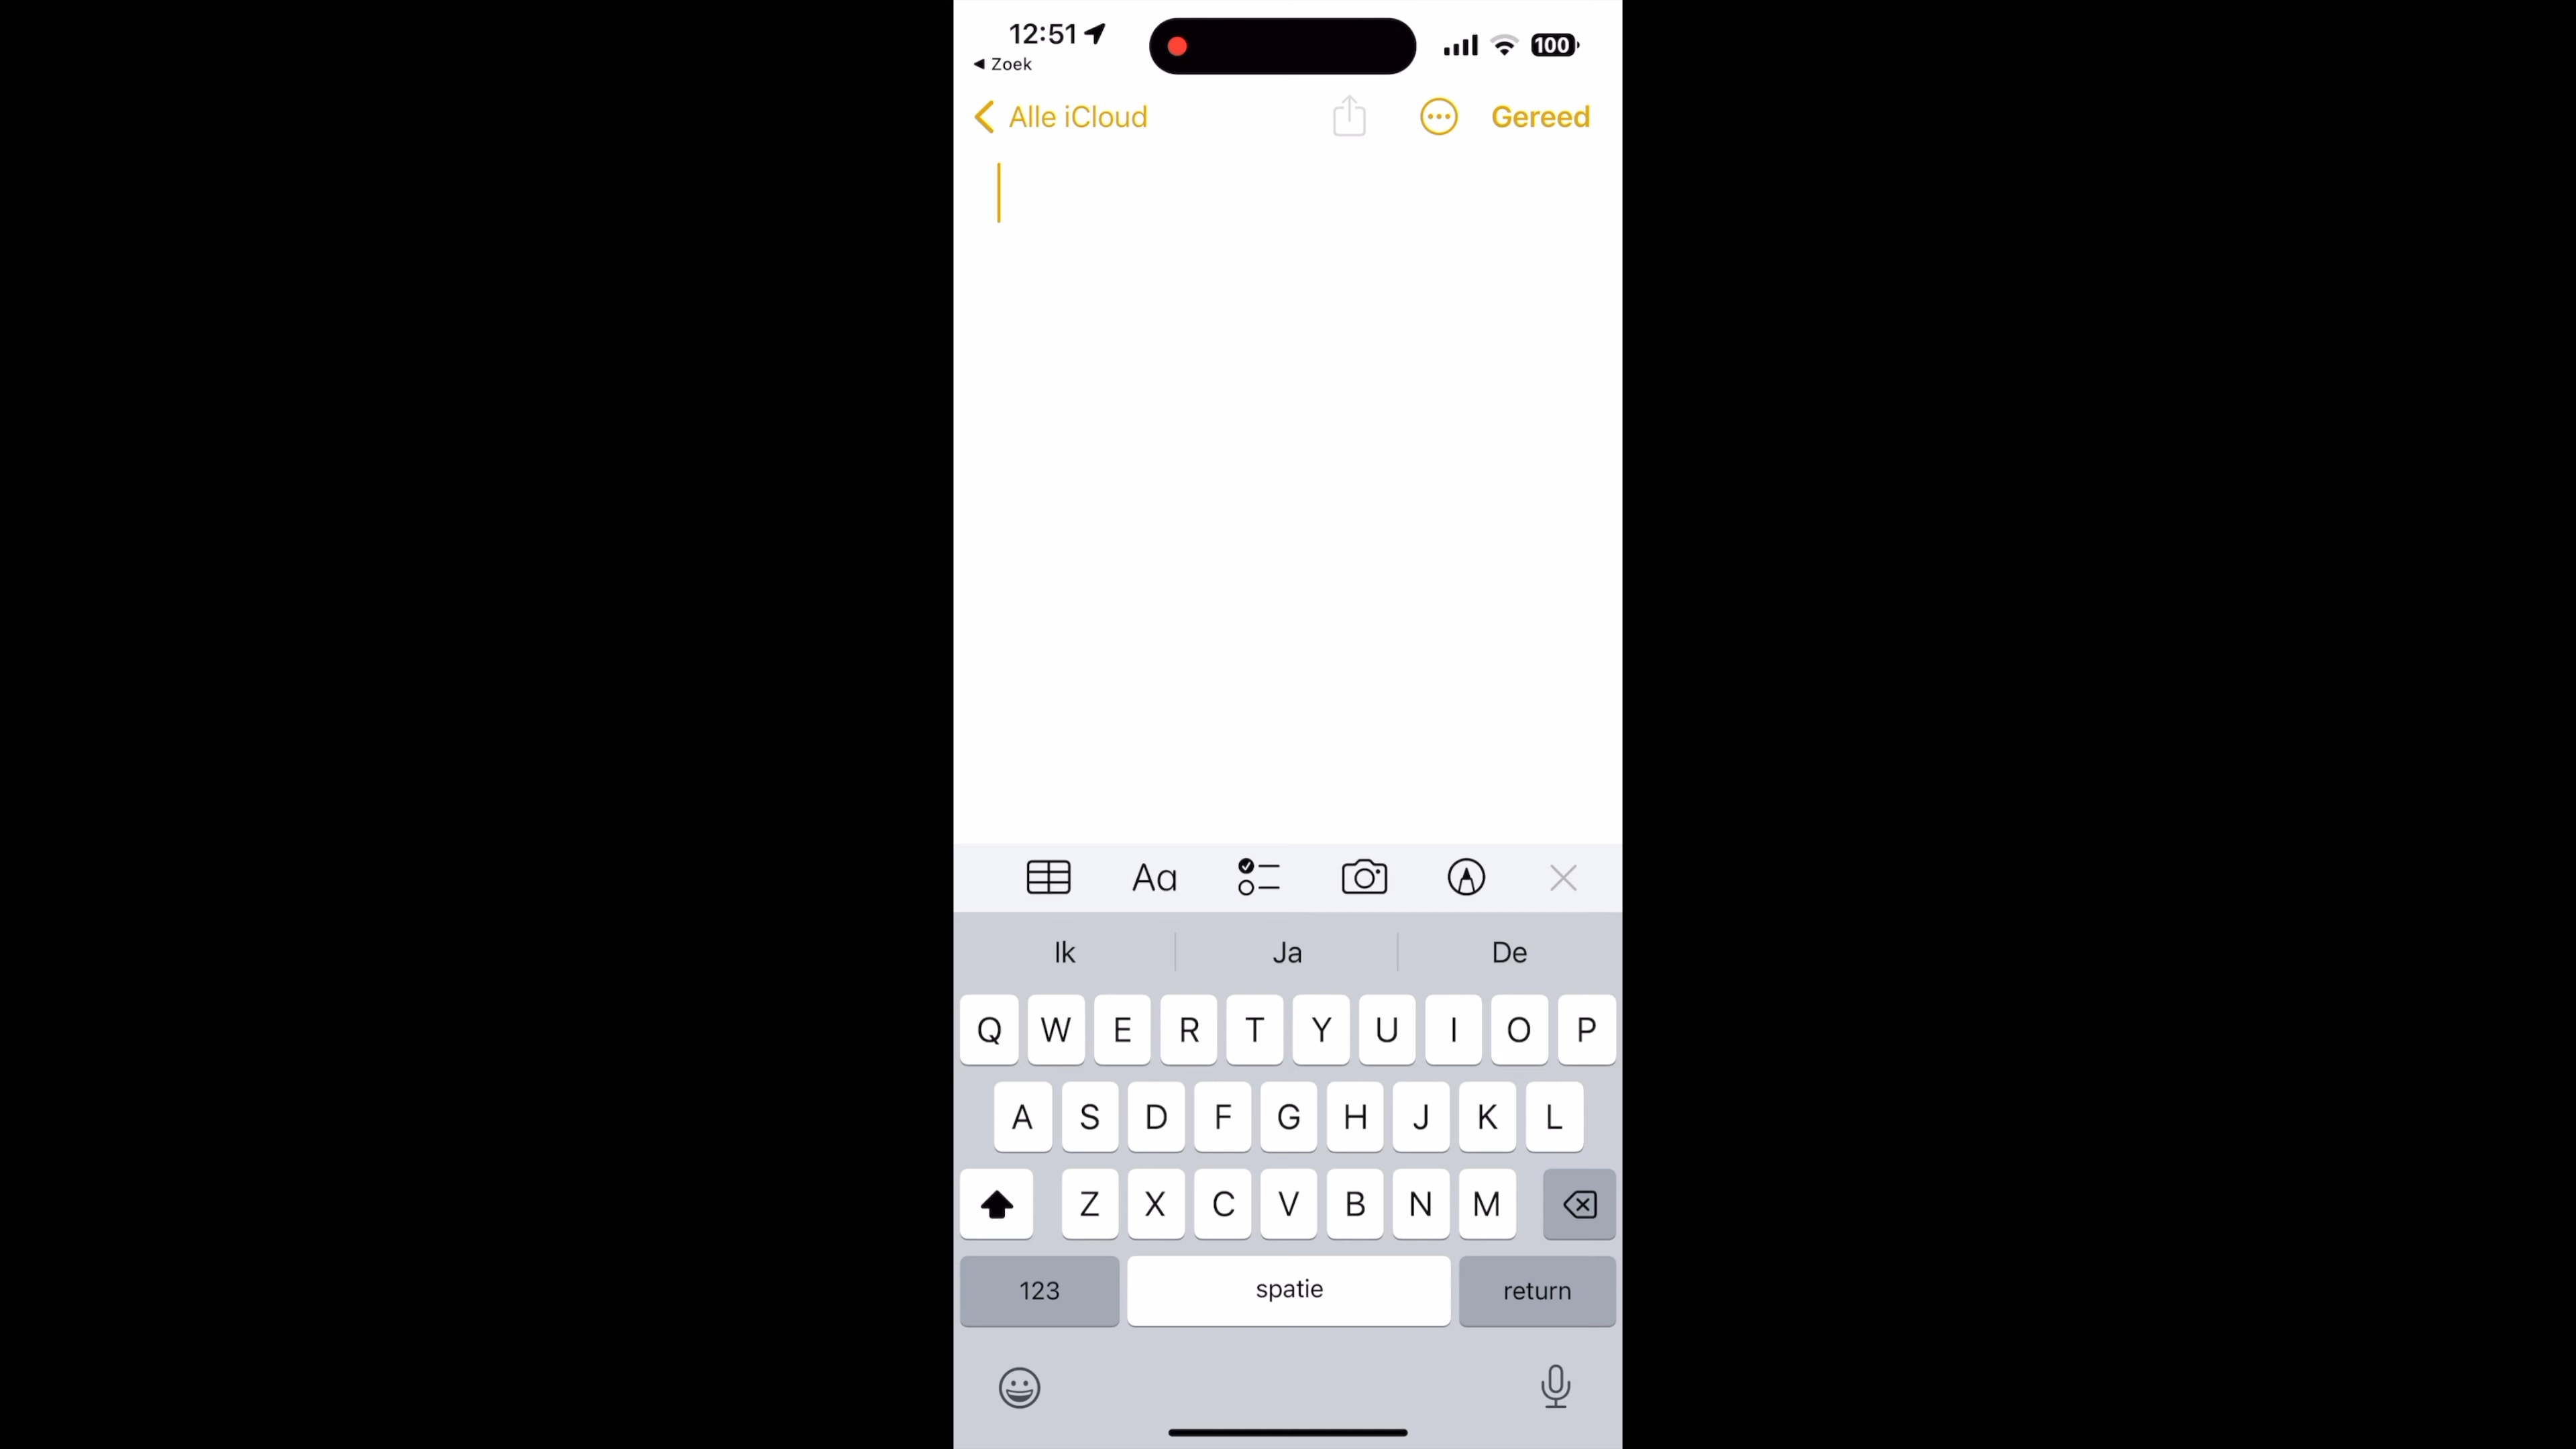 12:51
Zoek
100
Alle iCloud
Gereed
Aa
Ik Ja De
Q W E R T Y U I O P
A S D F G H J K L
Z X C V B N M
123 spatie return